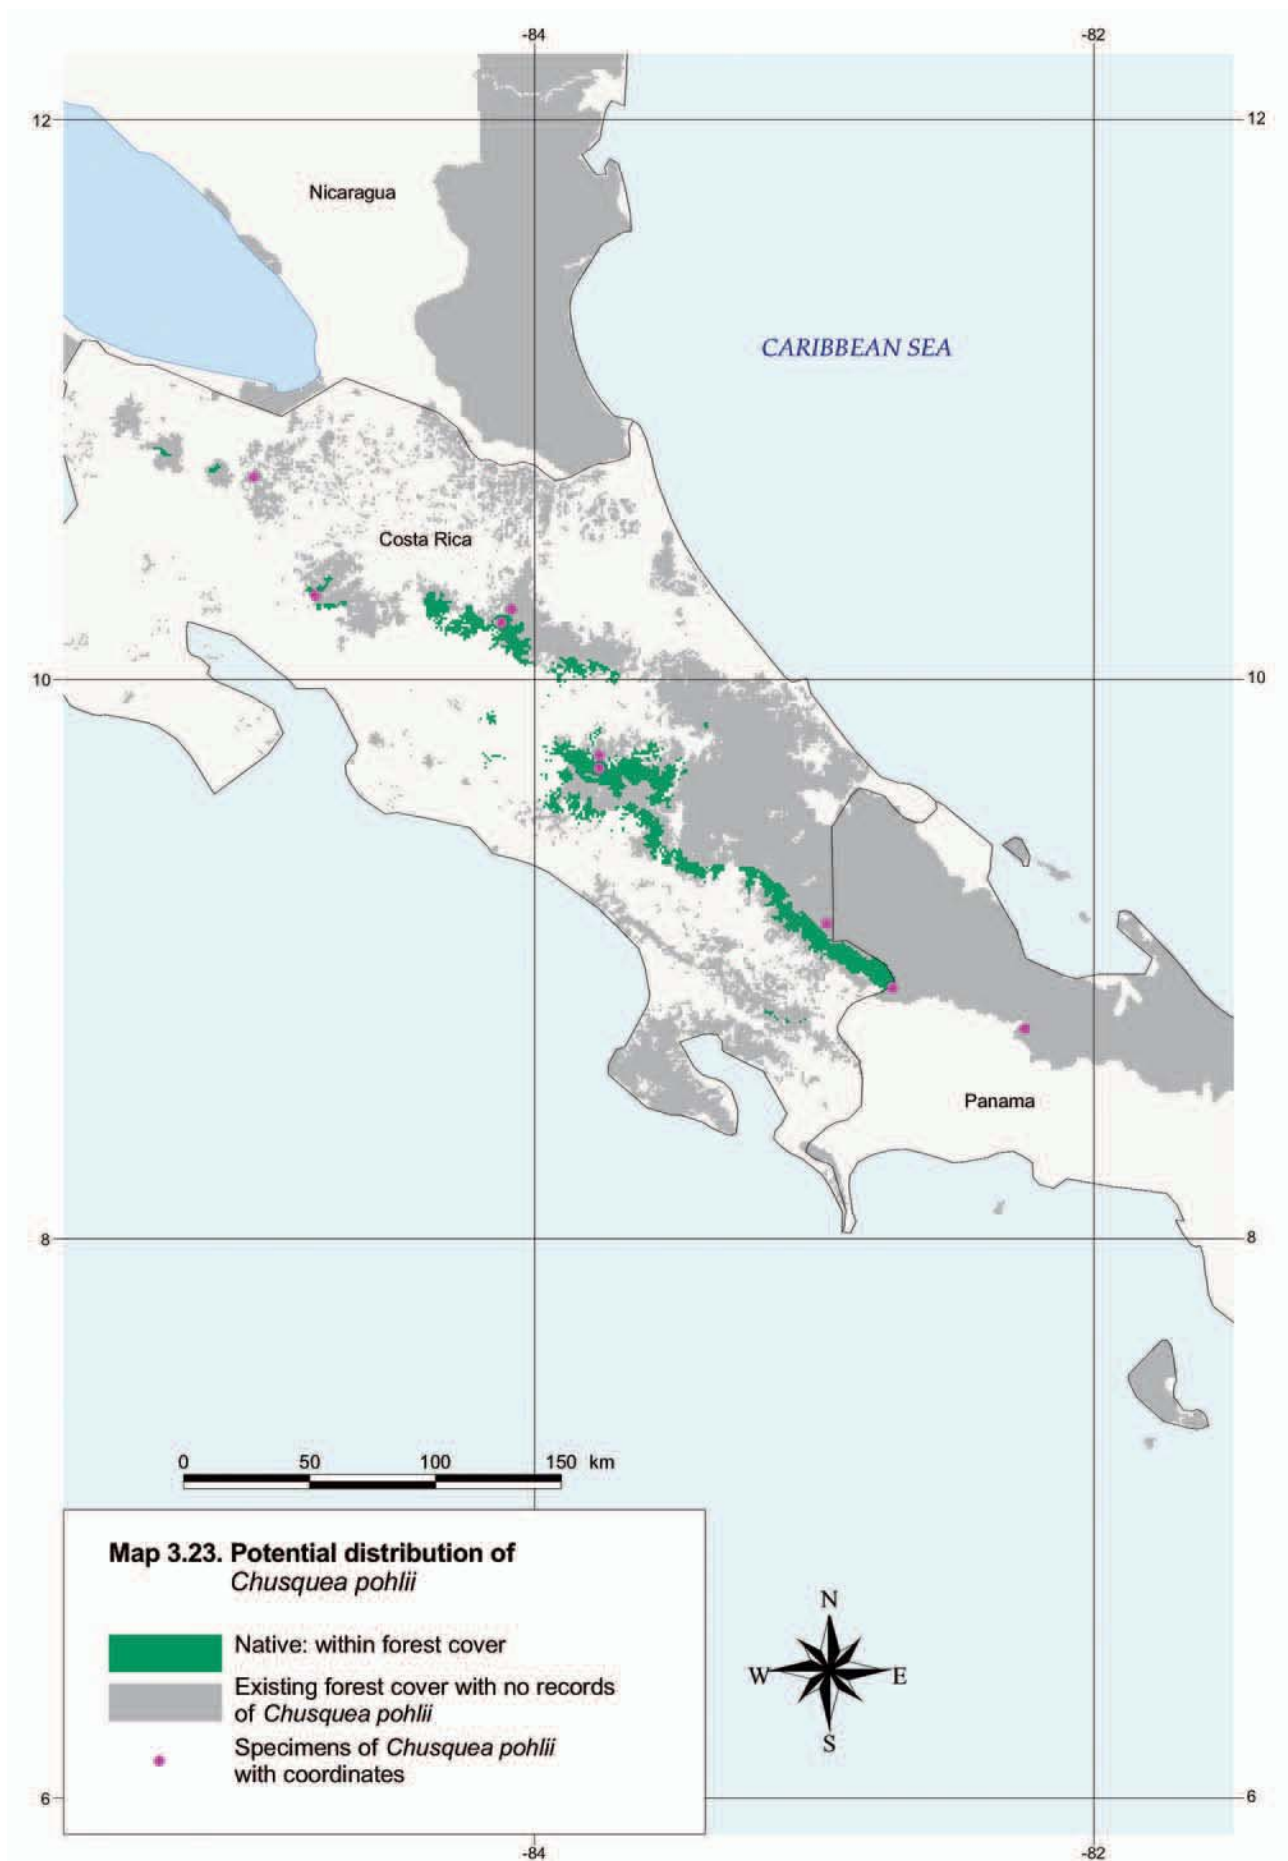 -84
-82
12
12
Nicaragua
CARIBBEAN SEA
Costa Rica
10
10
Panama
8
8
0 50 100 150 km
Map 3.23. Potential distribution of
Chusquea pohlii
Native: within forest cover
Existing forest cover with no records
of Chusquea pohlii
Specimens of Chusquea pohlii
with coordinates
N
W
E
S
6
6
-84
-82